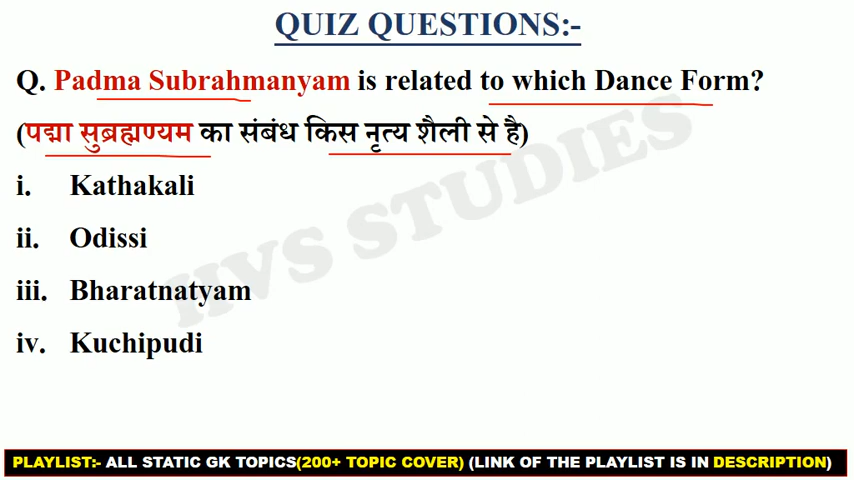 QUIZ QUESTIONS:-
Q. Padma Subrahmanyam is related to which Dance Form?
(पद्मा सुब्रह्मण्यम का संबंध किस नृत्य शैली से है)
i. Kathakali
ii. Odissi
iii. Bharatnatyam
iv. Kuchipudi
HVS STUDIES
PLAYLIST:- ALL STATIC GK TOPICS(200+ TOPIC COVER) (LINK OF THE PLAYLIST IS IN DESCRIPTION)